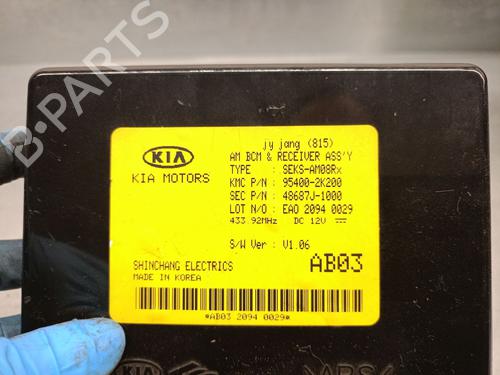 jy jang (815)
KIA
KIA MOTORS
AM BCM & RECEIVER ASS'Y
TYPE : SEKS-AM08Rx
KMC P/N : 95400-2K200
SEC P/N : 48687J-1000
LOT N/O : EAO 2094 0029
433.92MHz DC 12V
S/W Ver : V1.06
SHINCHANG ELECTRICS
MADE IN KOREA
AB03
*AB03 2094 0029*
KIA
B-PARTS